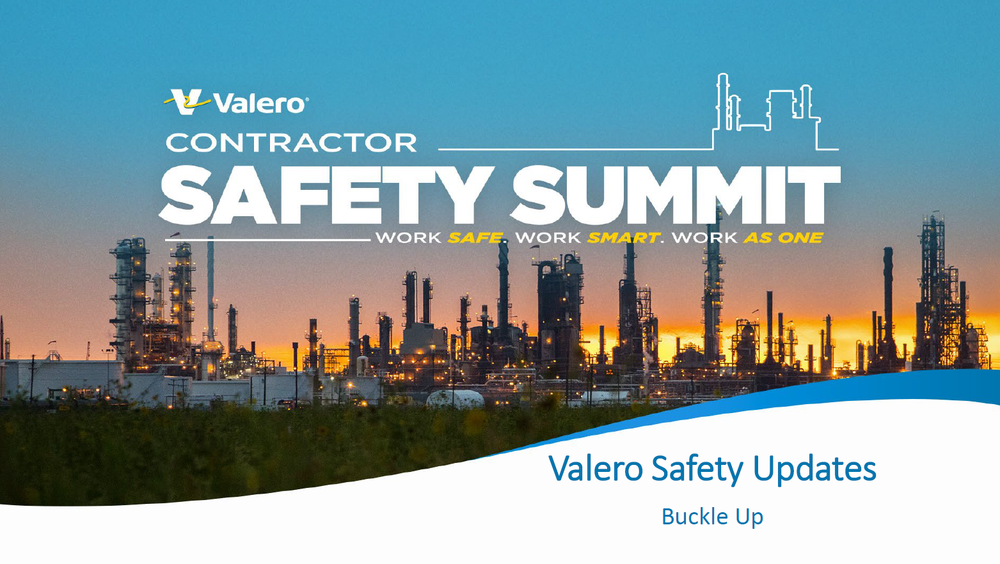 Valero®
CONTRACTOR
SAFETY SUMMIT
WORK SAFE. WORK SMART. WORK AS ONE
Valero Safety Updates
Buckle Up